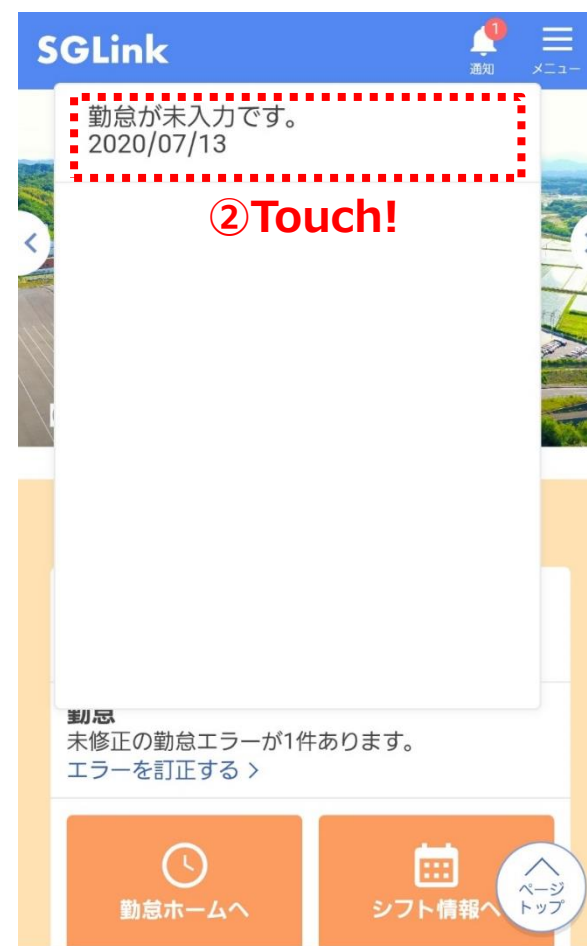 SGLink
1
通知
メニュー
勤怠が未入力です。
2020/07/13
②Touch!
勤怠
未修正の勤怠エラーが1件あります。
エラーを訂正する >
勤怠ホームへ
シフト情報へ
ページ
トップ